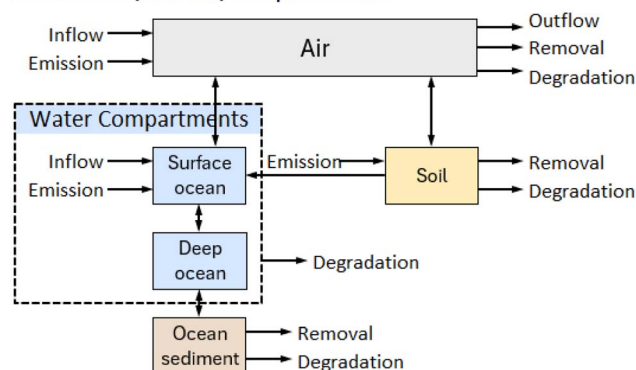 Inflow
Emission
Air
Outflow
Removal
Degradation
Water Compartments
Inflow
Emission
Surface
ocean
Emission
Soil
Removal
Degradation
Deep
ocean
Degradation
Ocean
sediment
Removal
Degradation